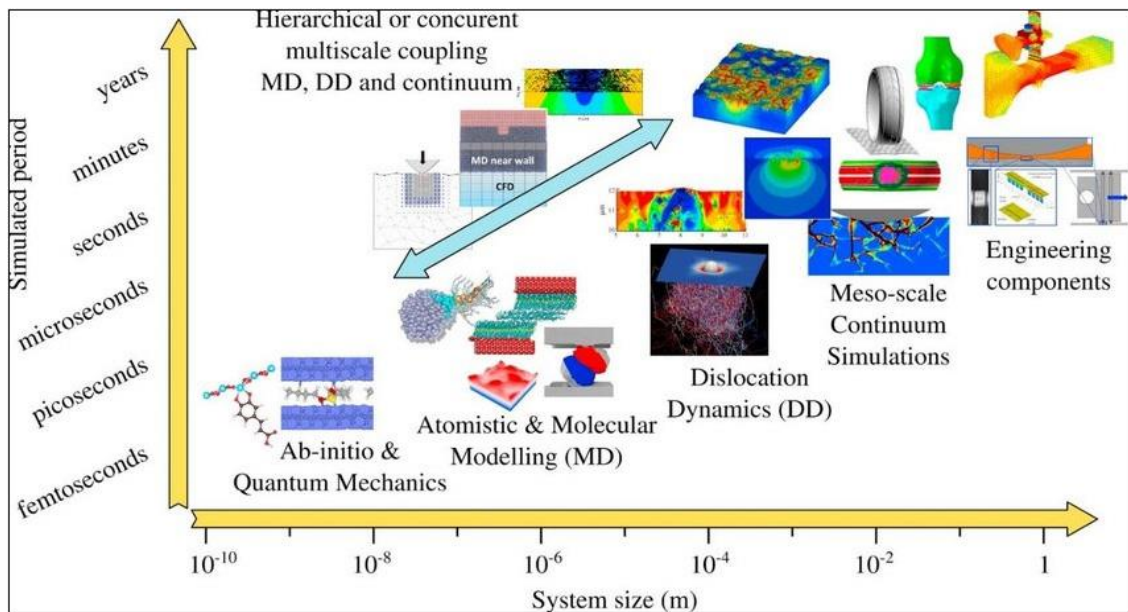 Hierarchical or concurent
multiscale coupling
MD, DD and continuum
Simulated period
years
minutes
seconds
microseconds
picoseconds
femtoseconds
MD near wall
CFD
Engineering
components
Meso-scale
Continuum
Simulations
Dislocation
Dynamics (DD)
Atomistic & Molecular
Modelling (MD)
Ab-initio &
Quantum Mechanics
10-10
10-8
10-6
10-4
10-2
1
System size (m)